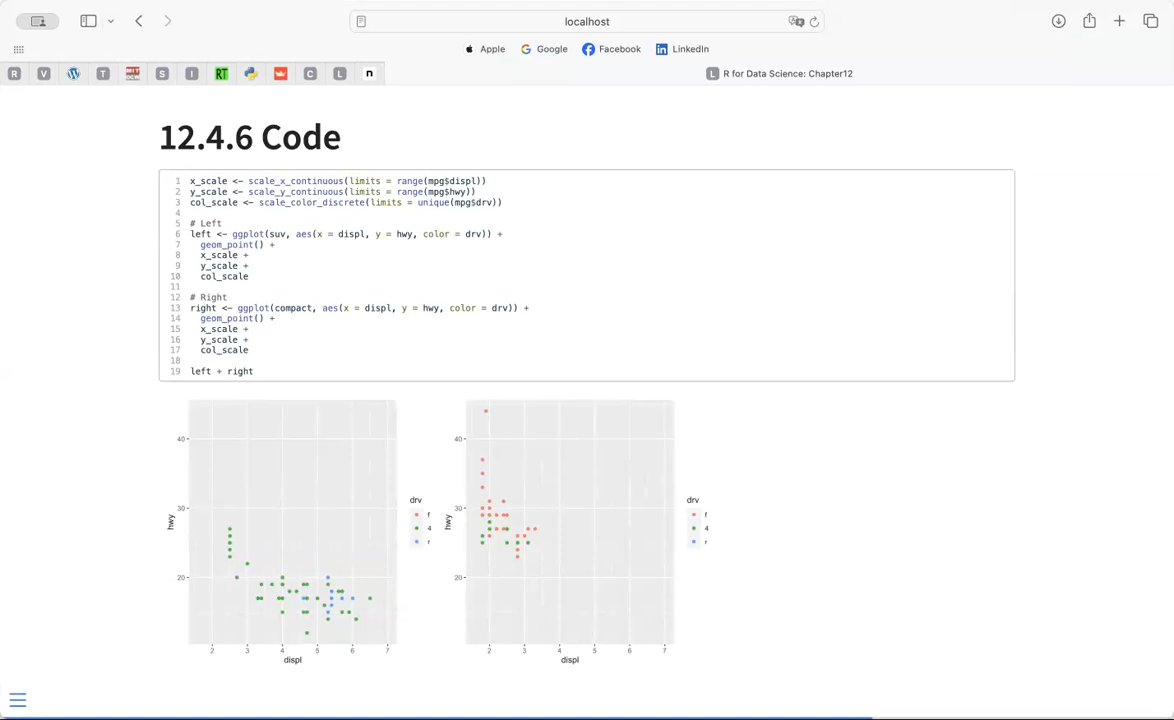 localhost
Apple Google Facebook LinkedIn
R V T MIT S I RT C L n L R for Data Science: Chapter12
12.4.6 Code
1 x_scale <- scale_x_continuous(limits = range(mpg$displ))
2 y_scale <- scale_y_continuous(limits = range(mpg$hwy))
3 col_scale <- scale_color_discrete(limits = unique(mpg$drv))
4
5 # Left
6 left <- ggplot(suv, aes(x = displ, y = hwy, color = drv)) +
7 geom_point() +
8 x_scale +
9 y_scale +
10 col_scale
11
12 # Right
13 right <- ggplot(compact, aes(x = displ, y = hwy, color = drv)) +
14 geom_point() +
15 x_scale +
16 y_scale +
17 col_scale
18
19 left + right
40
30
20
hwy
2 3 4 5 6 7
displ
drv
f
4
r
40
30
20
hwy
2 3 4 5 6 7
displ
drv
f
4
r